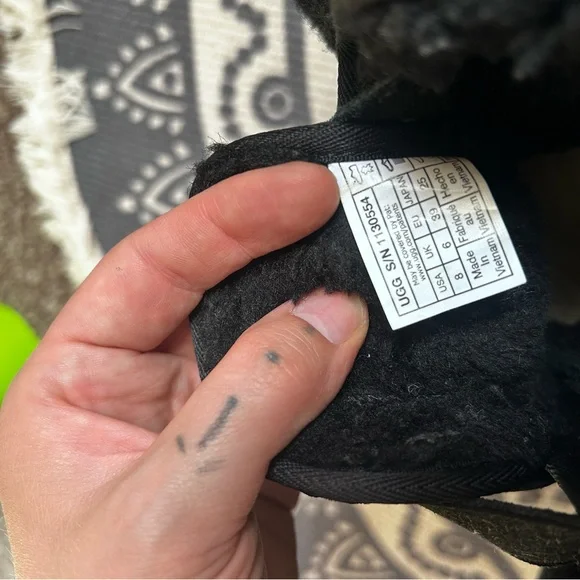 UGG S/N 1130554
May be covered by pat.
www.ugg.com/patents
USA UK EU JAPAN
8 6 39 25
Made Fabriqué Hecho
in au en
Vietnam Vietnam Vietnam